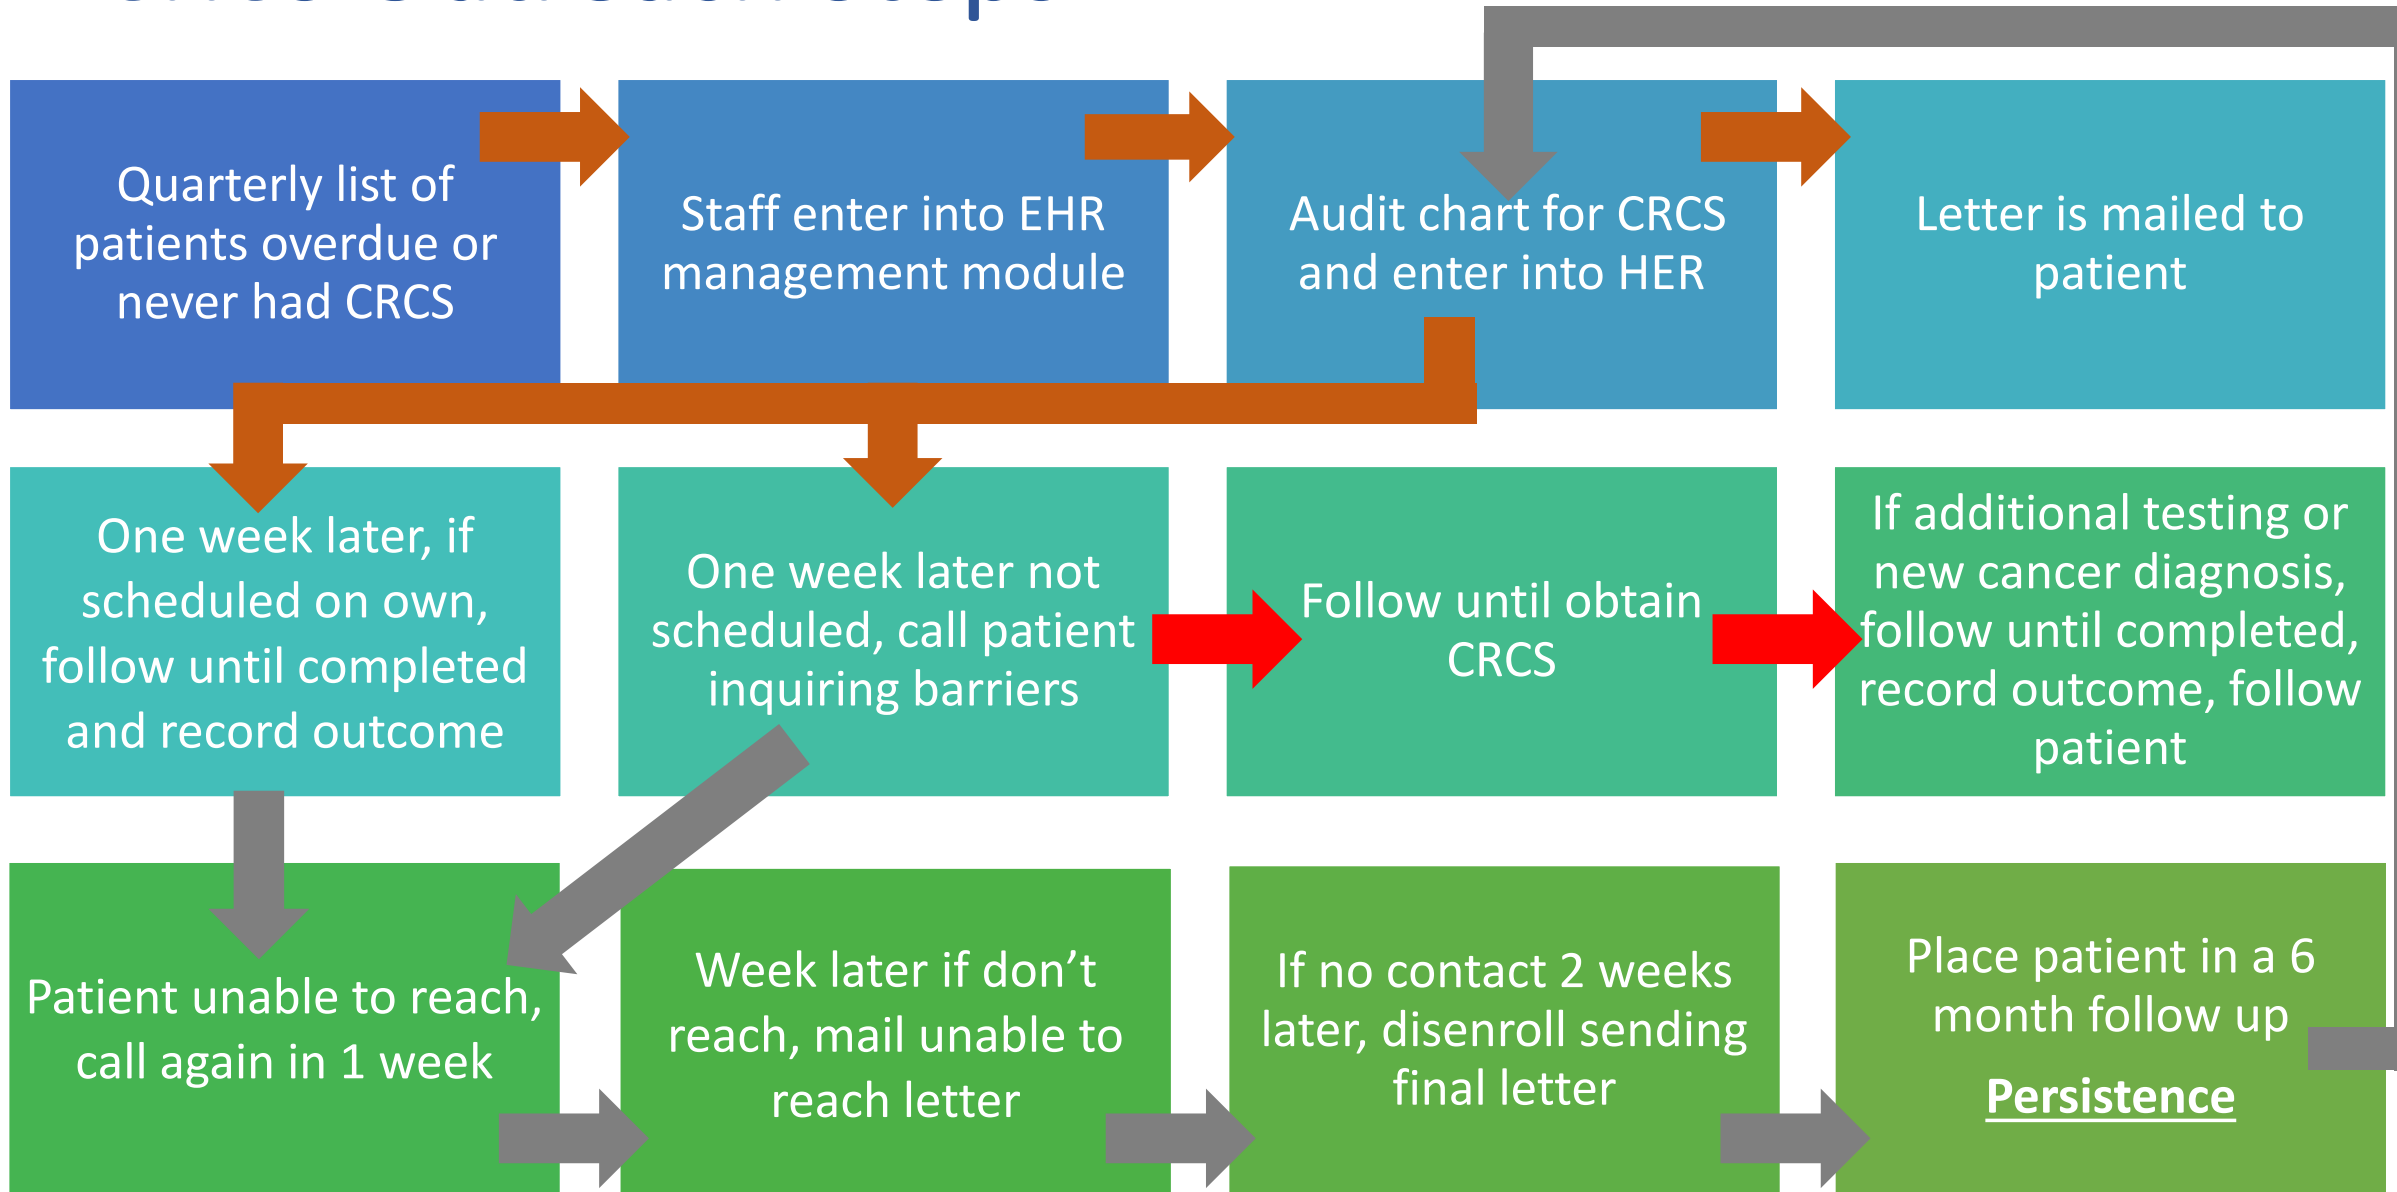 Quarterly list of
patients overdue or
never had CRCS
Staff enter into EHR
management module
Audit chart for CRCS
and enter into HER
Letter is mailed to
patient
One week later, if
scheduled on own,
follow until completed
and record outcome
One week later not
scheduled, call patient
inquiring barriers
Follow until obtain
CRCS
If additional testing or
new cancer diagnosis,
follow until completed,
record outcome, follow
patient
Patient unable to reach,
call again in 1 week
Week later if don’t
reach, mail unable to
reach letter
If no contact 2 weeks
later, disenroll sending
final letter
Place patient in a 6
month follow up
Persistence